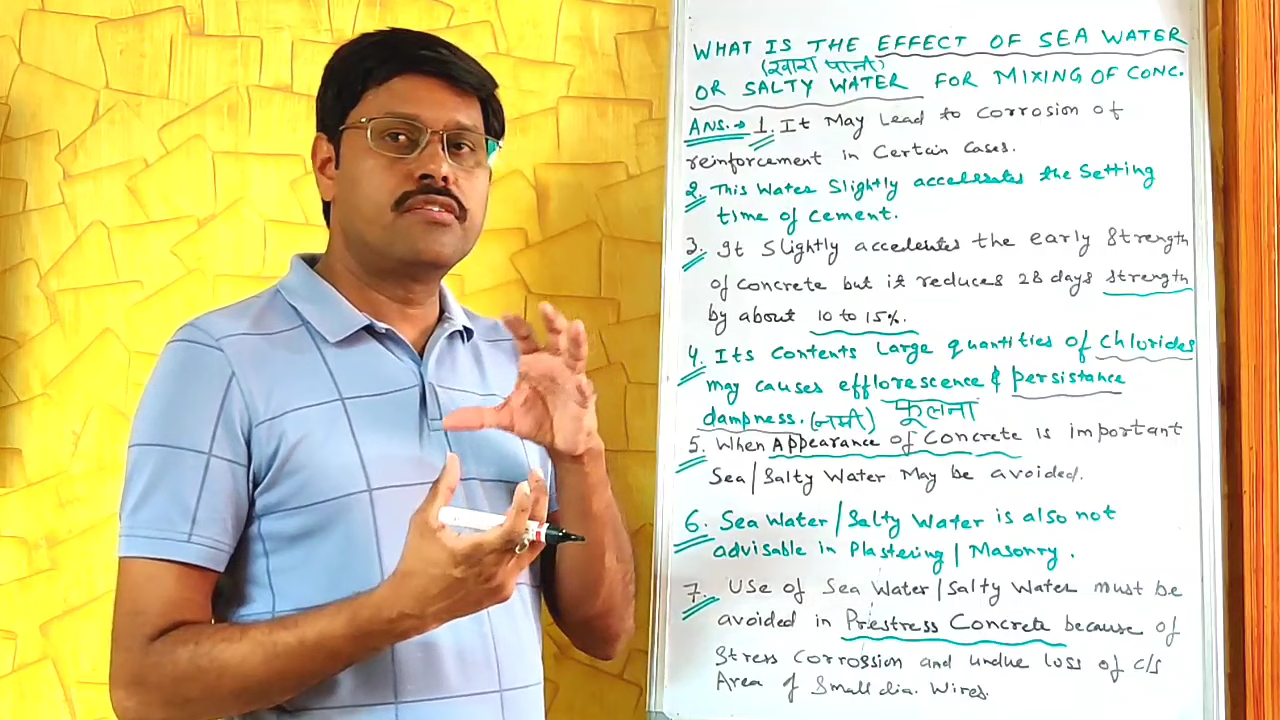 WHAT IS THE EFFECT OF SEA WATER
(खारा पानी)
OR SALTY WATER FOR MIXING OF CONC.
ANS.→ 1. It May Lead to Corrosion of
reinforcement in Certain Cases.
2. This Water Slightly accelerates the Setting
time of Cement.
3. It Slightly accelerates the early Strength
of concrete but it reduces 28 days strength
by about 10 to 15%.
4. Its Contents Large quantities of Chlorides
may causes efflorescence & persistance
dampness. (नमी) फूलना
5. When Appearance of Concrete is important
Sea/Salty Water May be avoided.
6. Sea Water/Salty Water is also not
advisable in Plastering/Masonry.
7. Use of Sea Water/Salty Water must be
avoided in Prestress Concrete because of
Stress Corrossion and undue loss of c/s
Area of Small dia. Wires.